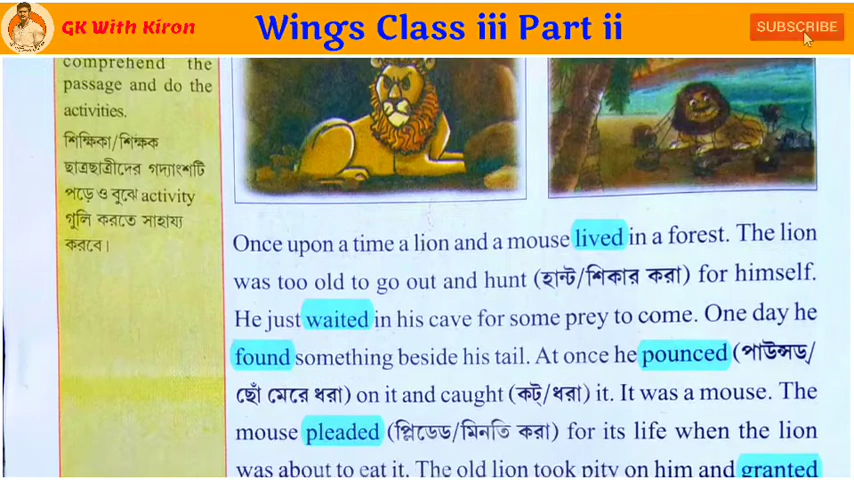 GK With Kiron
Wings Class iii Part ii
SUBSCRIBE
comprehend the
passage and do the
activities.
শিক্ষিকা/শিক্ষক
ছাত্রছাত্রীদের গদ্যাংশটি
পড়ে ও বুঝে activity
গুলি করতে সাহায্য
করবে।
Once upon a time a lion and a mouse lived in a forest. The lion
was too old to go out and hunt (হান্ট/শিকার করা) for himself.
He just waited in his cave for some prey to come. One day he
found something beside his tail. At once he pounced (পাউন্সড/
ছোঁ মেরে ধরা) on it and caught (কট্/ধরা) it. It was a mouse. The
mouse pleaded (প্লিডেড/মিনতি করা) for its life when the lion
was about to eat it. The old lion took pity on him and granted